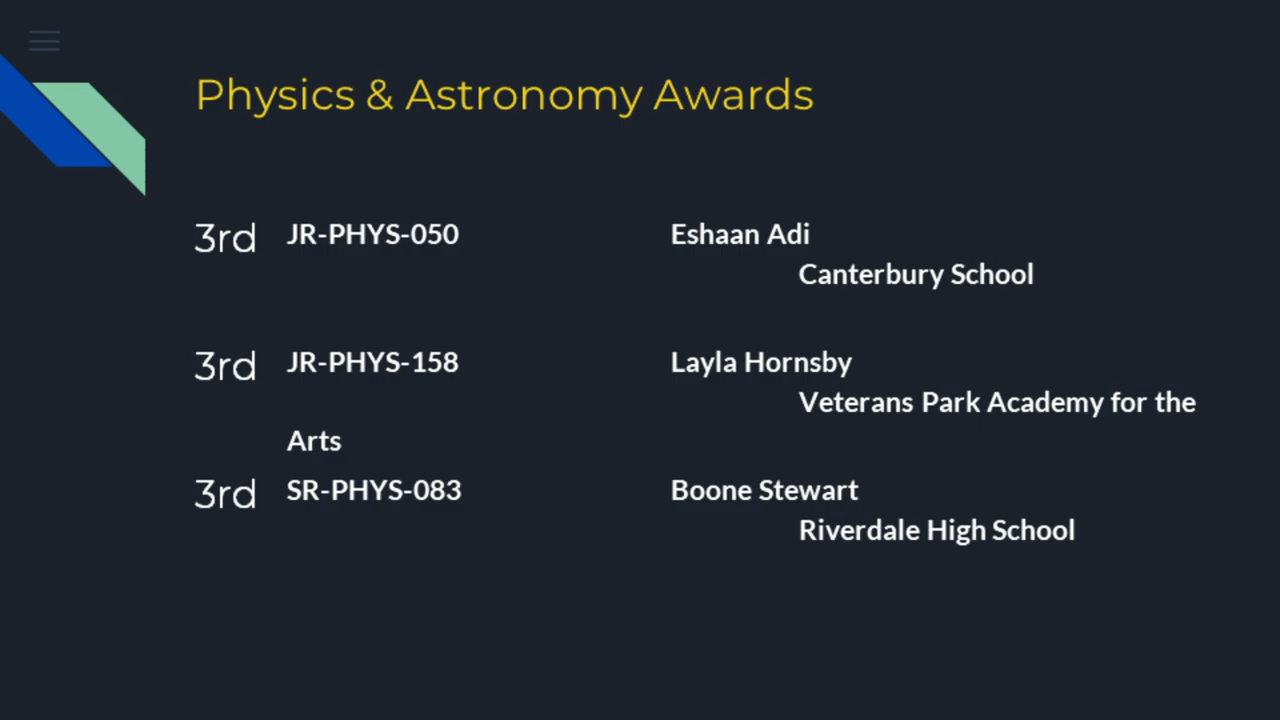 Physics & Astronomy Awards
3rd JR-PHYS-050 Eshaan Adi
Canterbury School
3rd JR-PHYS-158 Layla Hornsby
Veterans Park Academy for the
Arts
3rd SR-PHYS-083 Boone Stewart
Riverdale High School